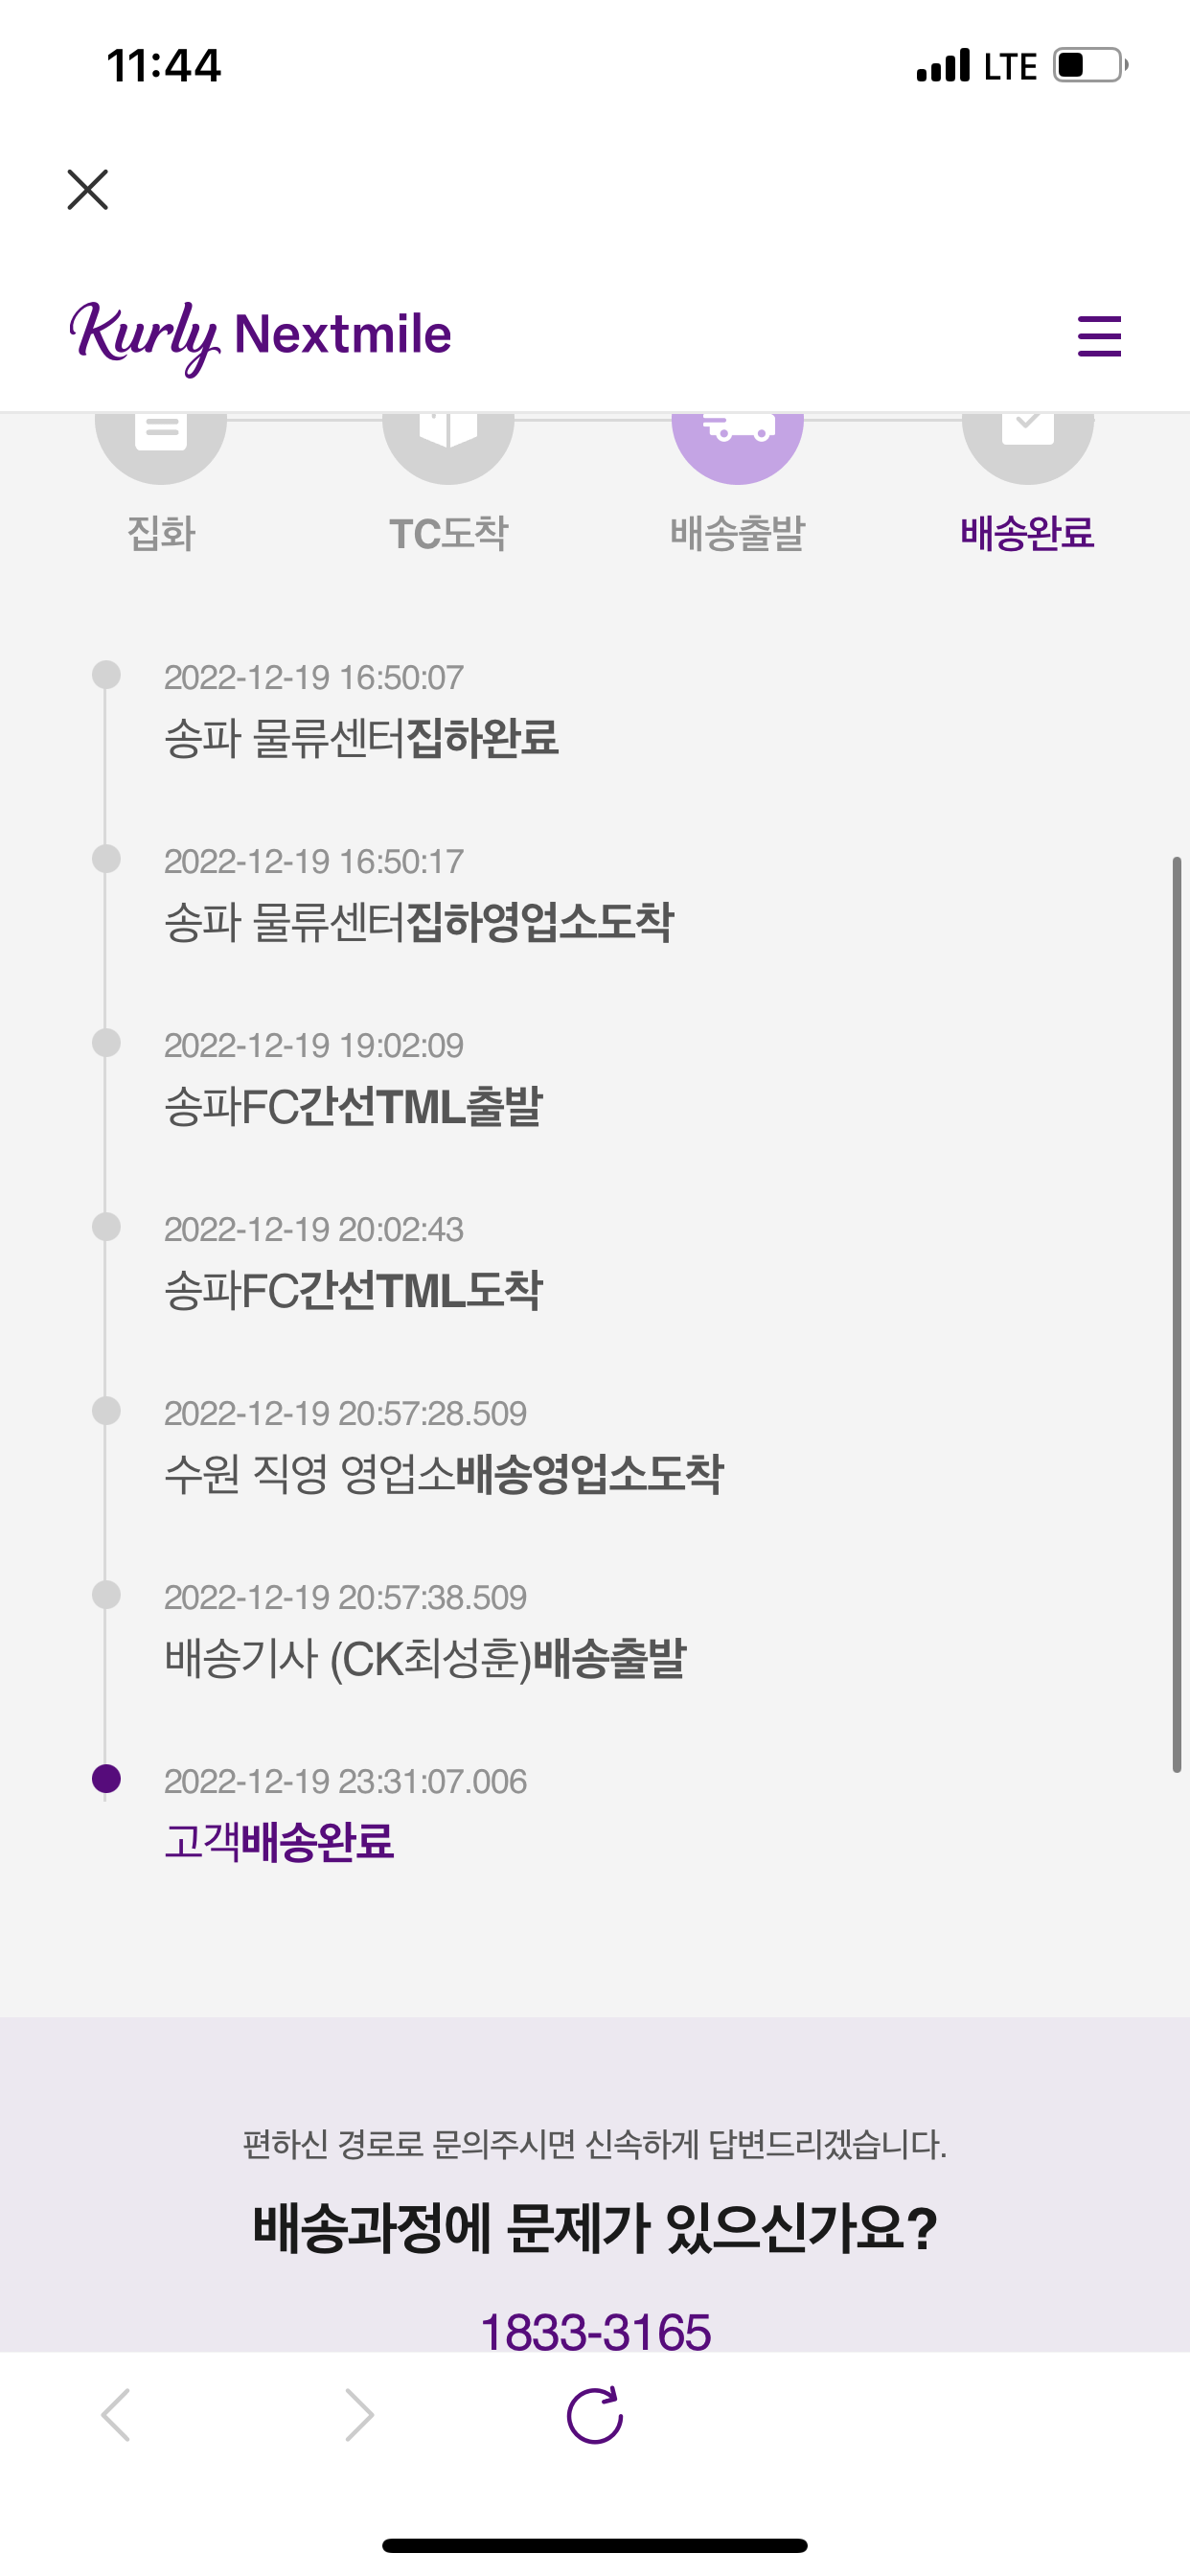 11:44
LTE
Kurly Nextmile
집화
TC도착
배송출발
배송완료
2022-12-19 16:50:07
송파 물류센터집하완료
2022-12-19 16:50:17
송파 물류센터집하영업소도착
2022-12-19 19:02:09
송파FC간선TML출발
2022-12-19 20:02:43
송파FC간선TML도착
2022-12-19 20:57:28.509
수원 직영 영업소배송영업소도착
2022-12-19 20:57:38.509
배송기사 (CK최성훈)배송출발
2022-12-19 23:31:07.006
고객배송완료
편하신 경로로 문의주시면 신속하게 답변드리겠습니다.
배송과정에 문제가 있으신가요?
1833-3165